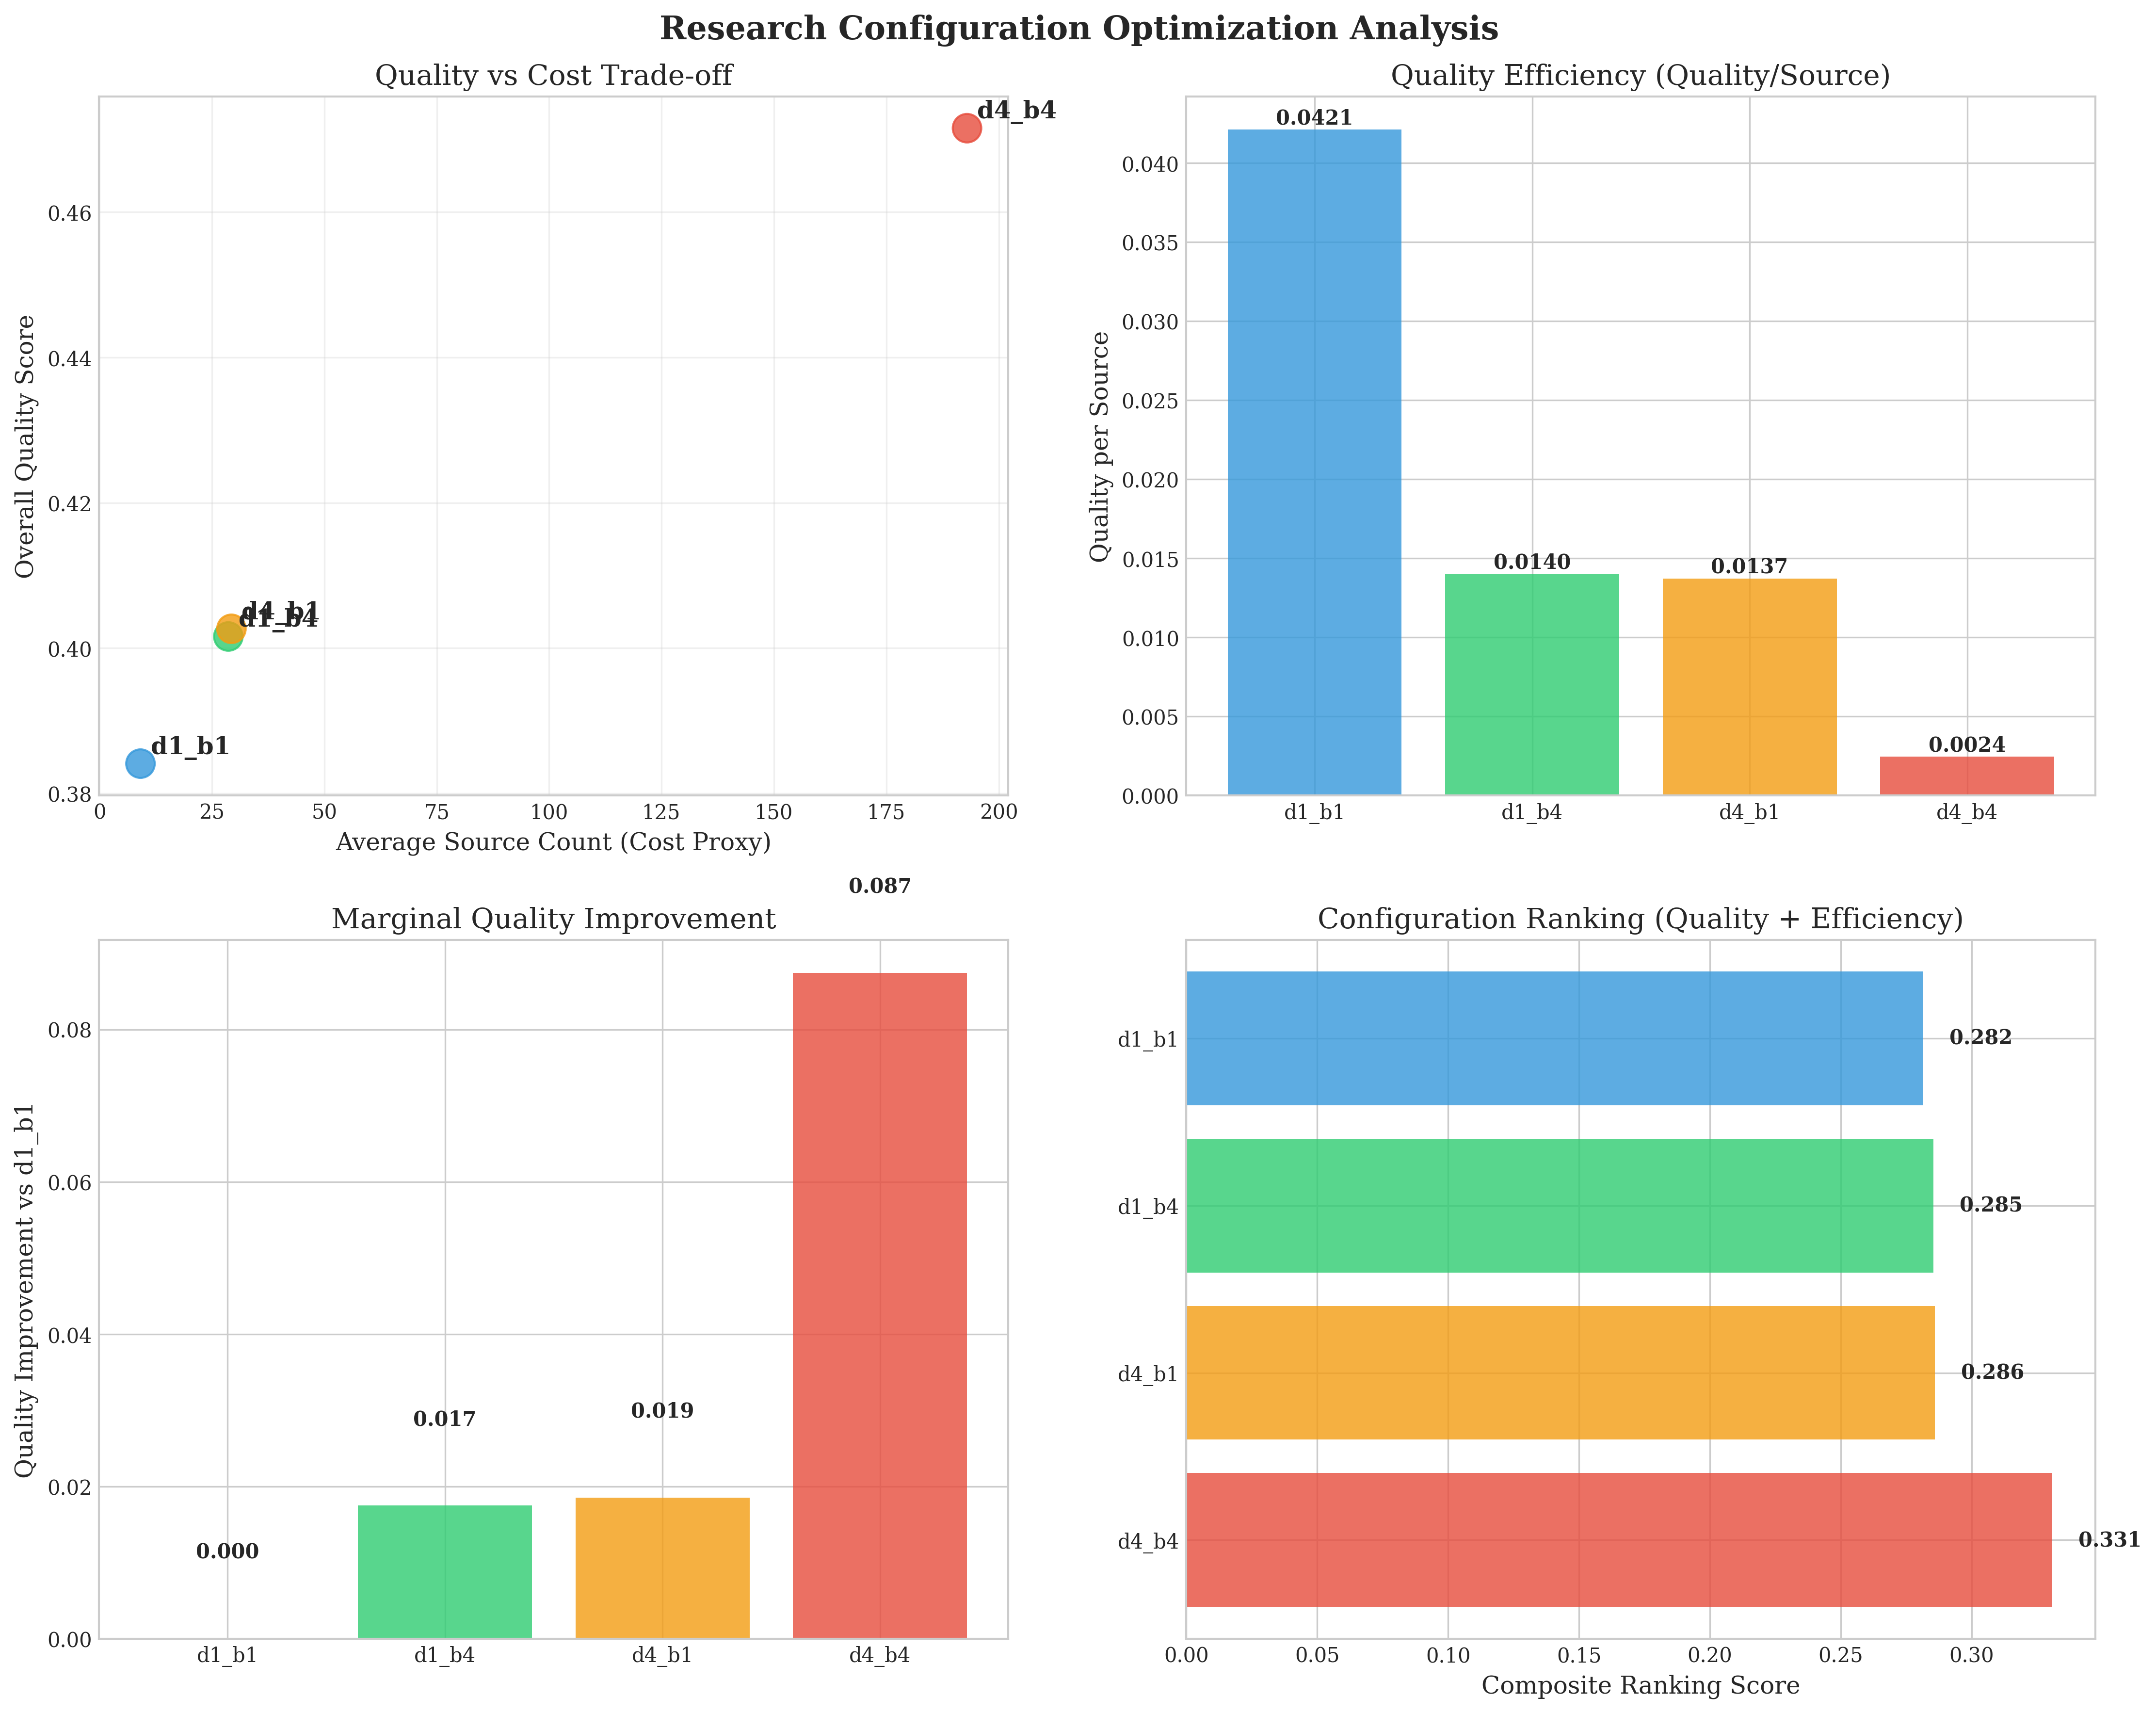 Research Configuration Optimization Analysis
Quality vs Cost Trade-off
Overall Quality Score
0.46
0.44
0.42
0.40
0.38
d4_b4
d4_b1
d1_b4
d1_b1
0 25 50 75 100 125 150 175 200
Average Source Count (Cost Proxy)
Quality Efficiency (Quality/Source)
Quality per Source
0.040
0.035
0.030
0.025
0.020
0.015
0.010
0.005
0.000
0.0421
0.0140
0.0137
0.0024
d1_b1 d1_b4 d4_b1 d4_b4
Marginal Quality Improvement
Quality Improvement vs d1_b1
0.08
0.06
0.04
0.02
0.00
0.000
0.017
0.019
0.087
d1_b1 d1_b4 d4_b1 d4_b4
Configuration Ranking (Quality + Efficiency)
d1_b1 0.282
d1_b4 0.285
d4_b1 0.286
d4_b4 0.331
0.00 0.05 0.10 0.15 0.20 0.25 0.30
Composite Ranking Score